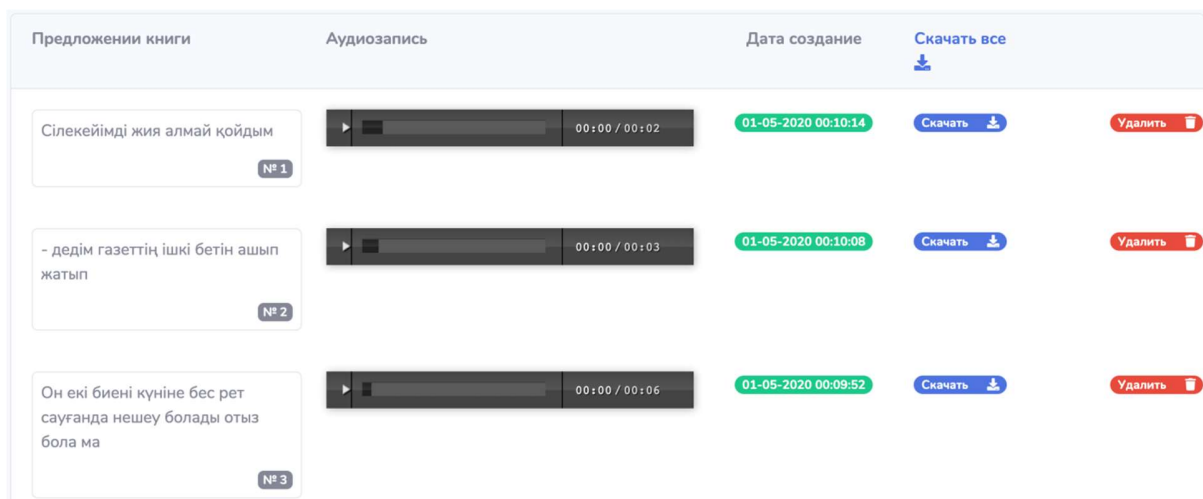 Предложении книги
Аудиозапись
Дата создание
Скачать все
Сілекейімді жия алмай қойдым
№ 1
00:00 / 00:02
01-05-2020 00:10:14
Скачать
Удалить
- дедім газеттің ішкі бетін ашып
жатып
№ 2
00:00 / 00:03
01-05-2020 00:10:08
Скачать
Удалить
Он екі биені күніне бес рет
сауғанда нешеу болады отыз
бола ма
№ 3
00:00 / 00:06
01-05-2020 00:09:52
Скачать
Удалить